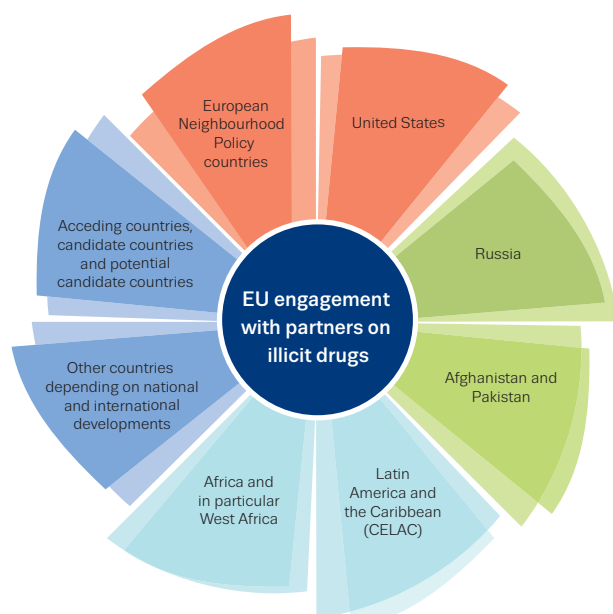 European
Neighbourhood
Policy
countries
United States
Russia
Afghanistan and
Pakistan
Latin
America and
the Caribbean
(CELAC)
Africa and
in particular
West Africa
Other countries
depending on national
and international
developments
Acceding countries,
candidate countries
and potential
candidate countries
EU engagement
with partners on
illicit drugs